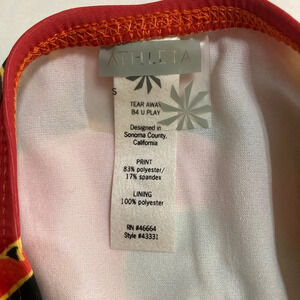 ATHLETA
S
TEAR AWAY
B4 U PLAY
Designed in
Sonoma County,
California
PRINT
83% polyester/
17% spandex
LINING
100% polyester
RN #46664
Style #43331